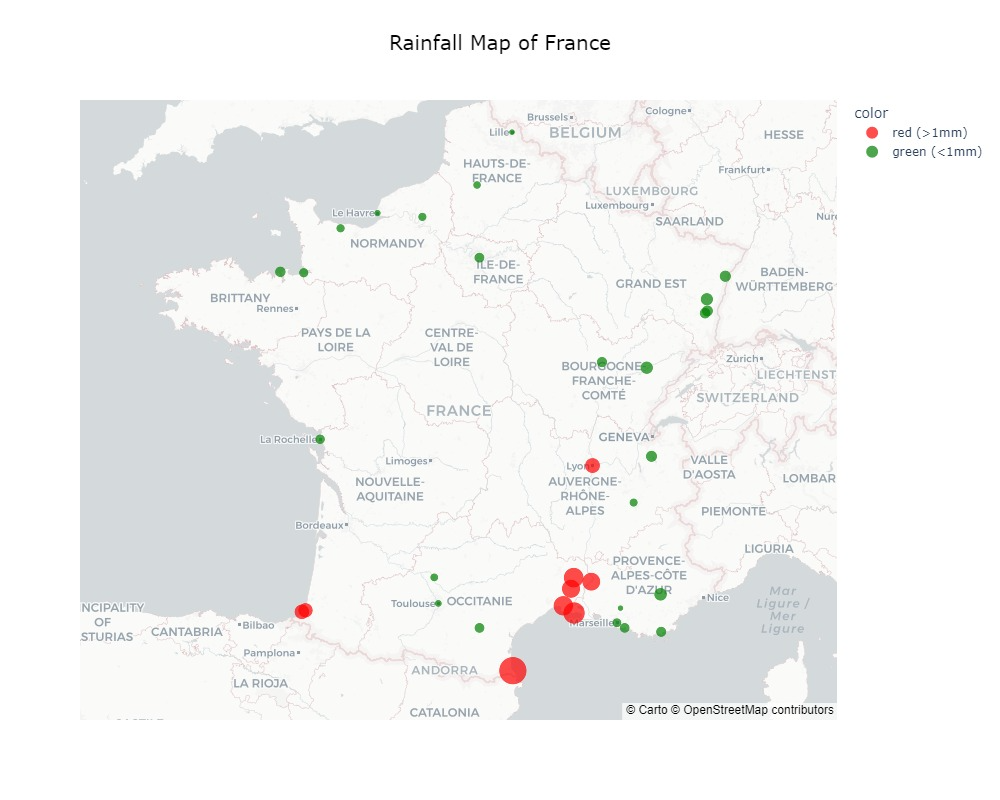 Rainfall Map of France
color
red (>1mm)
green (<1mm)
Brussels
Cologne
Lille
BELGIUM
HESSE
HAUTS-DE-
FRANCE
Frankfurt
LUXEMBOURG
Luxembourg
Le Havre
SAARLAND
Nure
NORMANDY
ÎLE-DE-
FRANCE
GRAND EST
BADEN-
WÜRTTEMBERG
BRITTANY
Rennes
PAYS DE LA
LOIRE
CENTRE-
VAL DE
LOIRE
Zurich
BOURGOGNE-
FRANCHE-
COMTÉ
LIECHTENST
SWITZERLAND
FRANCE
La Rochelle
GENEVA
Limoges
Lyon
VALLE
D'AOSTA
NOUVELLE-
AQUITAINE
AUVERGNE-
RHÔNE-
ALPES
LOMBAR
PIEMONTE
Bordeaux
LIGURIA
PROVENCE-
ALPES-CÔTE
D'AZUR
Mar
Ligure /
Mer
Ligure
Nice
NCIPALITY
OF
STURIAS
Toulouse
OCCITANIE
Bilbao
CANTABRIA
Marseille
Pamplona
ANDORRA
LA RIOJA
CATALONIA
© Carto © OpenStreetMap contributors